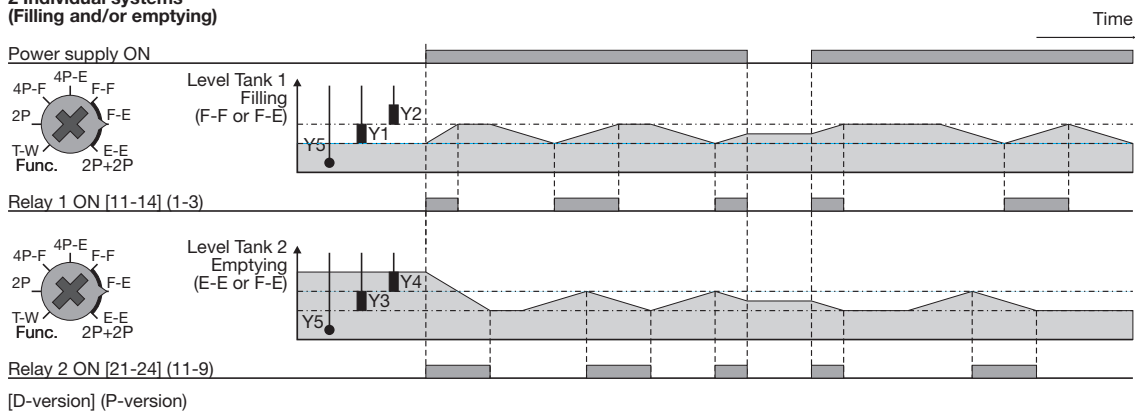 2 individual systems
(Filling and/or emptying)
Time
Power supply ON
4P-F 4P-E F-F
2P F-E
T-W E-E
Func. 2P+2P
Level Tank 1
Filling
(F-F or F-E)
Y5 Y1 Y2
Relay 1 ON [11-14] (1-3)
4P-F 4P-E F-F
2P F-E
T-W E-E
Func. 2P+2P
Level Tank 2
Emptying
(E-E or F-E)
Y5 Y3 Y4
Relay 2 ON [21-24] (11-9)
[D-version] (P-version)